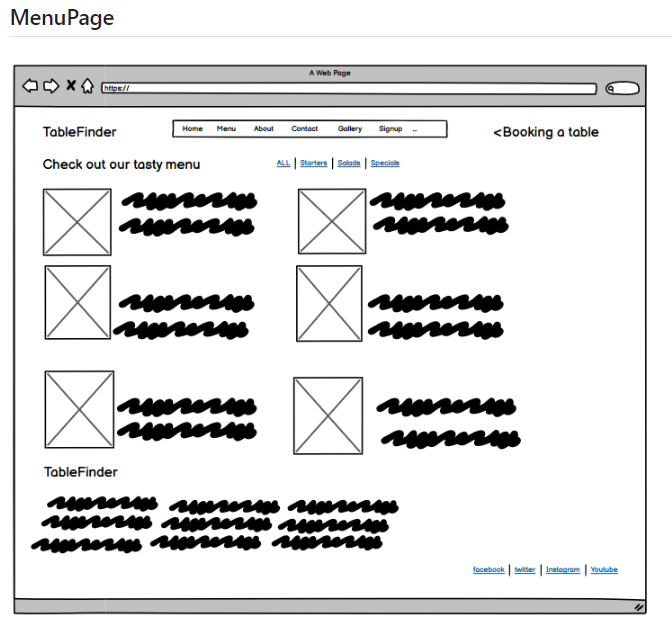 MenuPage
A Web Page
https://
TableFinder
Home Menu About Contact Gallery Signup ...
<Booking a table
Check out our tasty menu
ALL | Starters | Salads | Specials
TableFinder
facebook | twitter | Instagram | Youtube